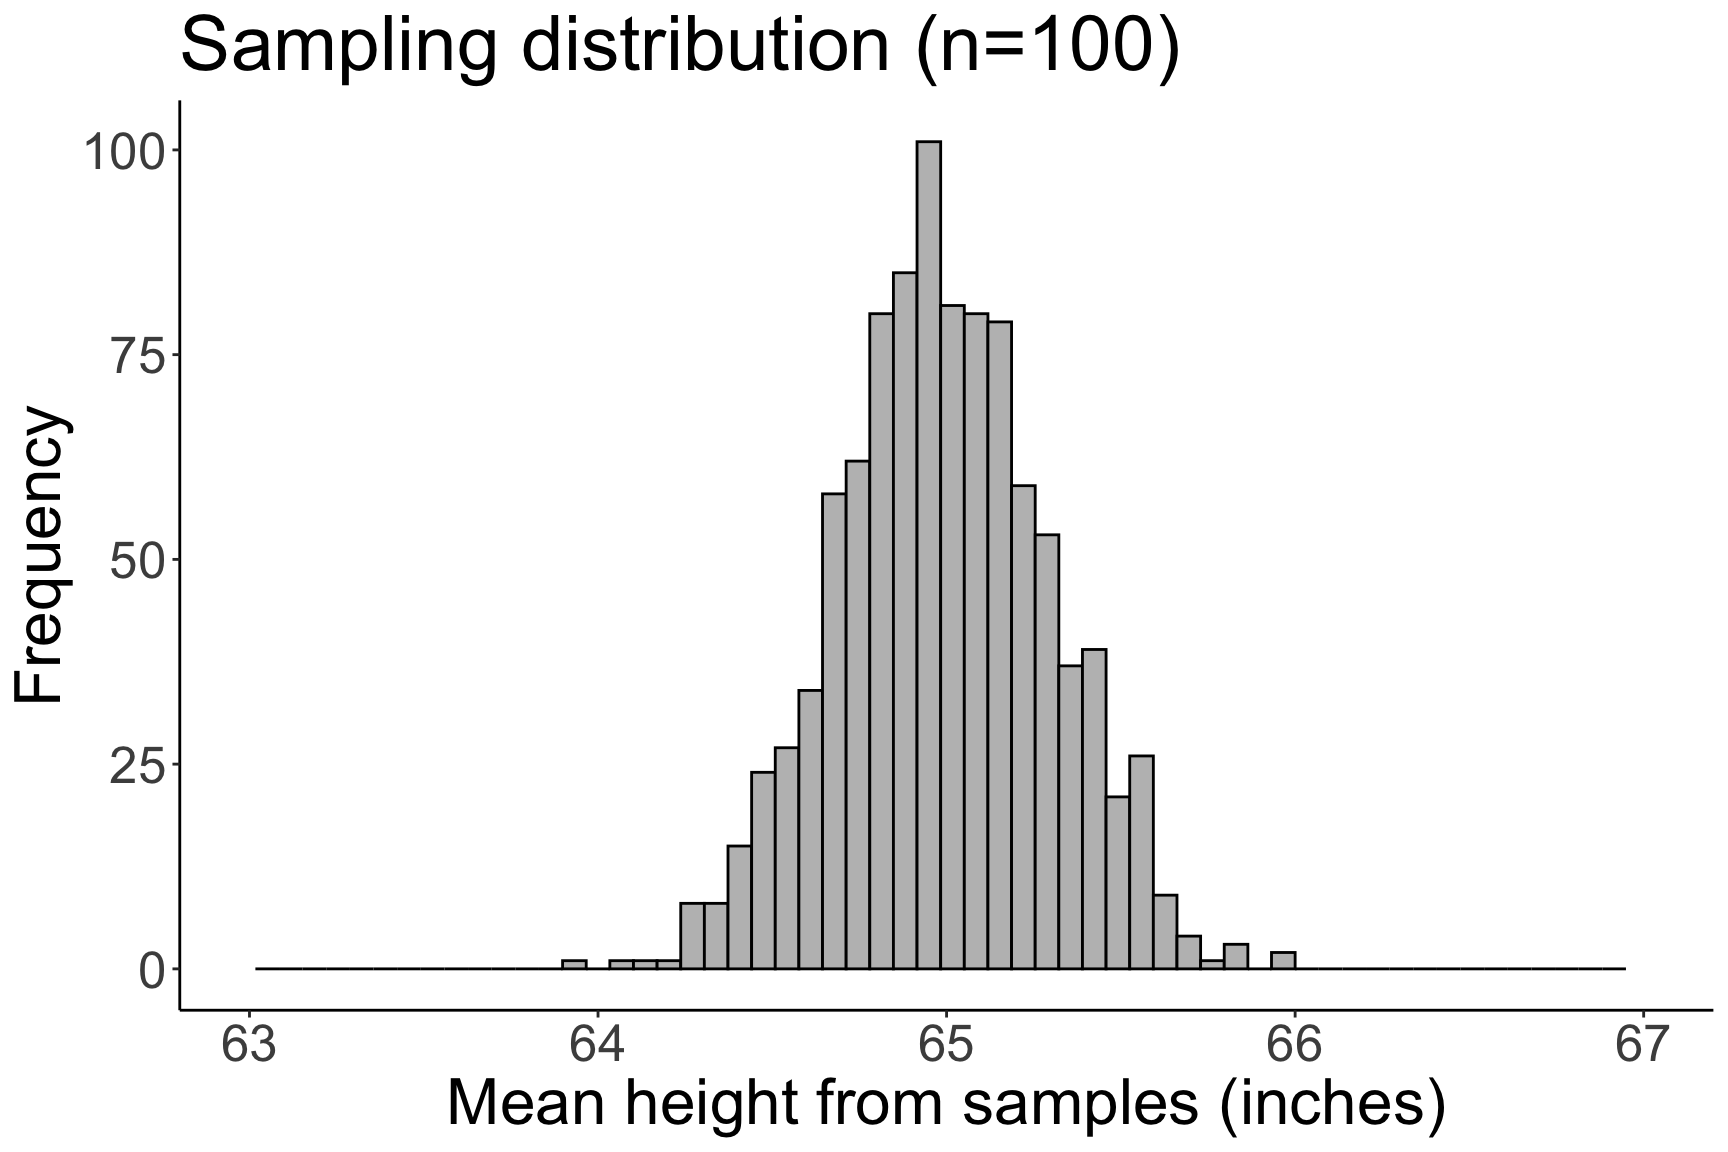 Sampling distribution (n=100)
100
75
50
25
0
Frequency
63 64 65 66 67
Mean height from samples (inches)